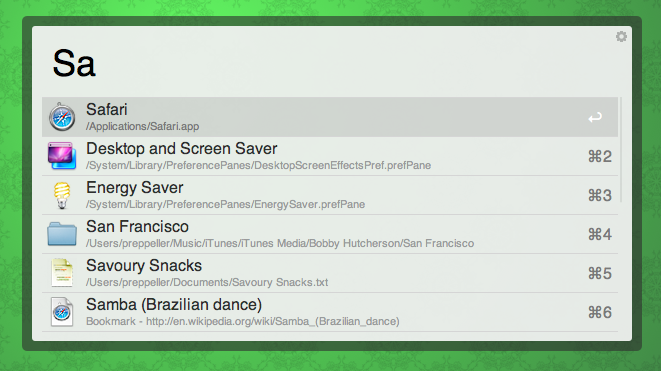 Sa
Safari
/Applications/Safari.app
↩
Desktop and Screen Saver
/System/Library/PreferencePanes/DesktopScreenEffectsPref.prefPane
⌘2
Energy Saver
/System/Library/PreferencePanes/EnergySaver.prefPane
⌘3
San Francisco
/Users/preppeller/Music/iTunes/iTunes Media/Bobby Hutcherson/San Francisco
⌘4
Savoury Snacks
/Users/preppeller/Documents/Savoury Snacks.txt
⌘5
Samba (Brazilian dance)
Bookmark - http://en.wikipedia.org/wiki/Samba_(Brazilian_dance)
⌘6